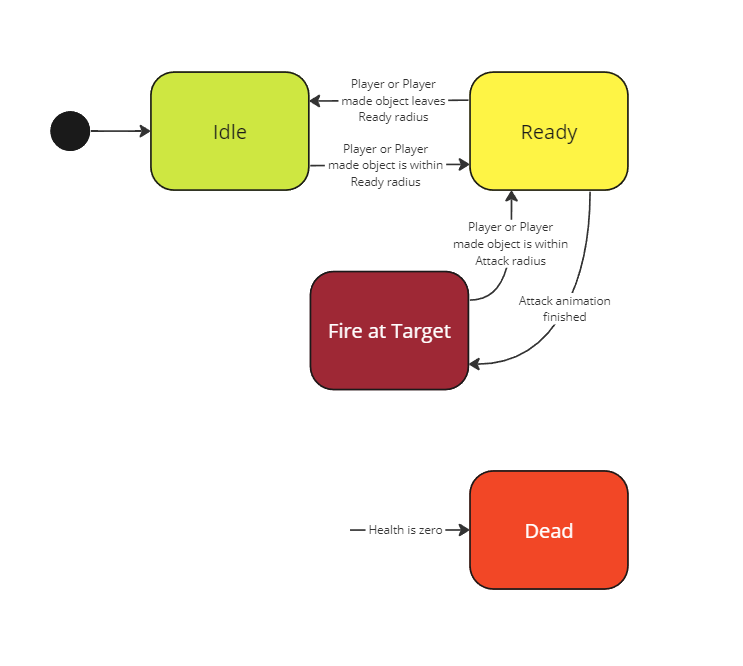 Player or Player
made object leaves
Ready radius
Idle
Ready
Player or Player
made object is within
Ready radius
Player or Player
made object is within
Attack radius
Attack animation
finished
Fire at Target
Health is zero
Dead